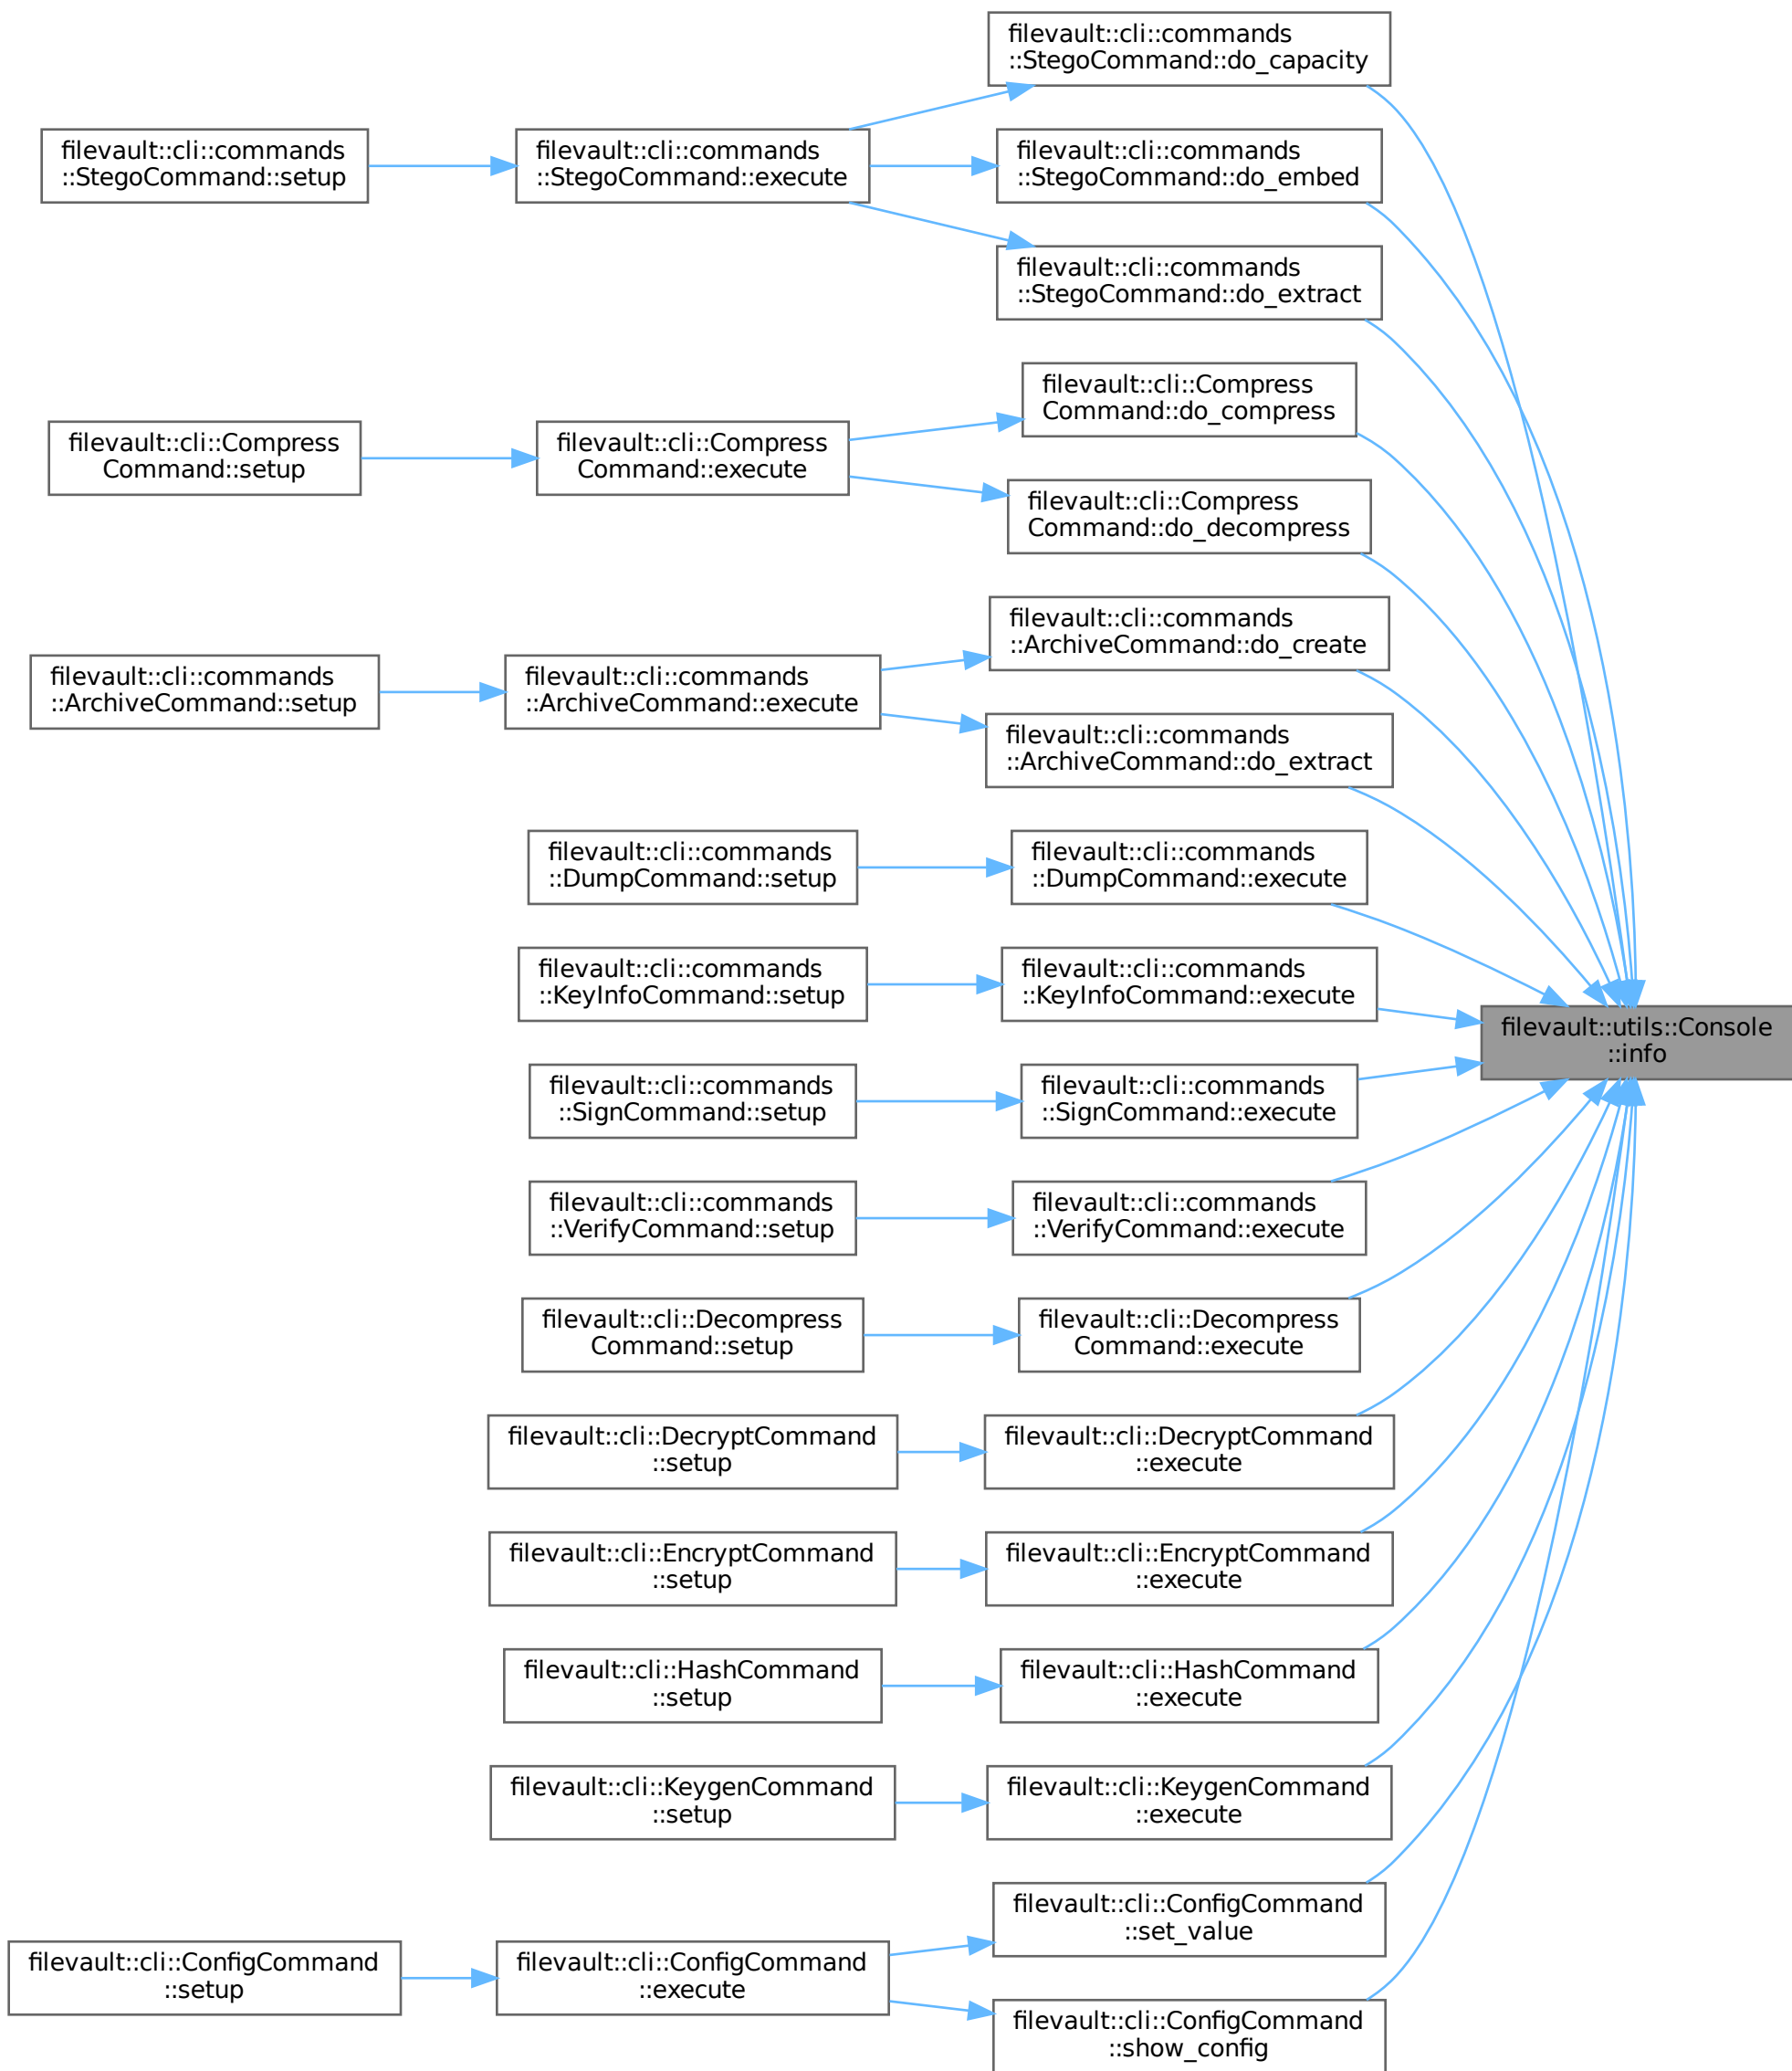 filevault::cli::commands
::StegoCommand::do_capacity
filevault::cli::commands
::StegoCommand::setup
filevault::cli::commands
::StegoCommand::execute
filevault::cli::commands
::StegoCommand::do_embed
filevault::cli::commands
::StegoCommand::do_extract
filevault::cli::Compress
Command::do_compress
filevault::cli::Compress
Command::setup
filevault::cli::Compress
Command::execute
filevault::cli::Compress
Command::do_decompress
filevault::cli::commands
::ArchiveCommand::do_create
filevault::cli::commands
::ArchiveCommand::setup
filevault::cli::commands
::ArchiveCommand::execute
filevault::cli::commands
::ArchiveCommand::do_extract
filevault::cli::commands
::DumpCommand::setup
filevault::cli::commands
::DumpCommand::execute
filevault::cli::commands
::KeyInfoCommand::setup
filevault::cli::commands
::KeyInfoCommand::execute
filevault::utils::Console
::info
filevault::cli::commands
::SignCommand::setup
filevault::cli::commands
::SignCommand::execute
filevault::cli::commands
::VerifyCommand::setup
filevault::cli::commands
::VerifyCommand::execute
filevault::cli::Decompress
Command::setup
filevault::cli::Decompress
Command::execute
filevault::cli::DecryptCommand
::setup
filevault::cli::DecryptCommand
::execute
filevault::cli::EncryptCommand
::setup
filevault::cli::EncryptCommand
::execute
filevault::cli::HashCommand
::setup
filevault::cli::HashCommand
::execute
filevault::cli::KeygenCommand
::setup
filevault::cli::KeygenCommand
::execute
filevault::cli::ConfigCommand
::set_value
filevault::cli::ConfigCommand
::setup
filevault::cli::ConfigCommand
::execute
filevault::cli::ConfigCommand
::show_config